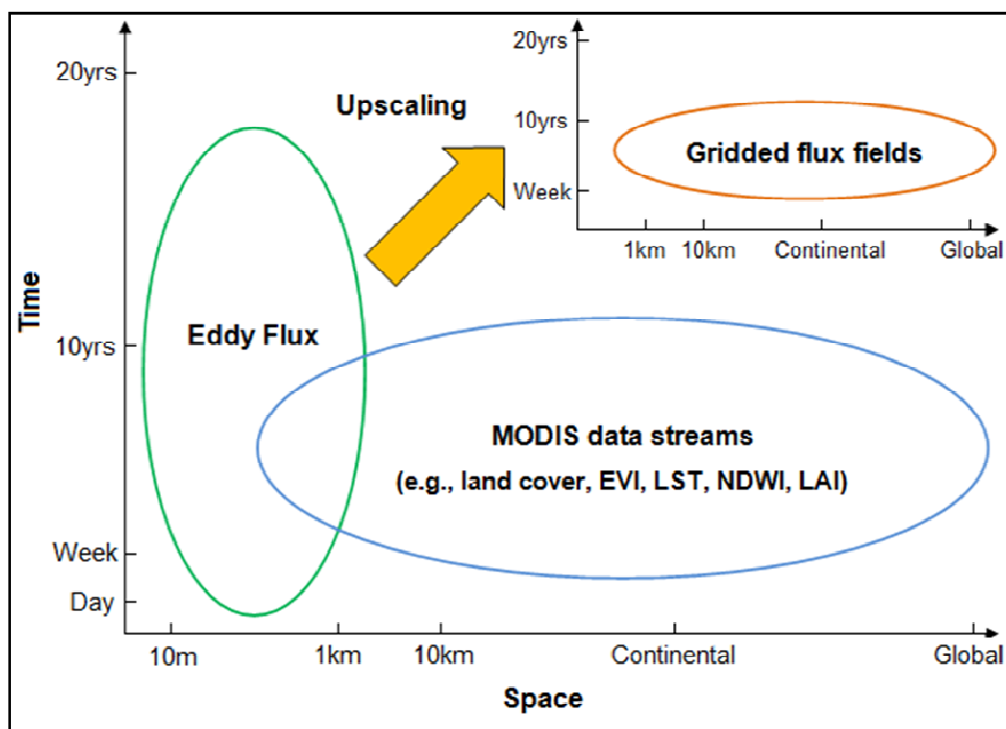 20yrs
Upscaling
Eddy Flux
10yrs
Week
Day
Time
10m
1km
10km
Continental
Global
Space
MODIS data streams
(e.g., land cover, EVI, LST, NDWI, LAI)
20yrs
10yrs
Week
Gridded flux fields
1km
10km
Continental
Global